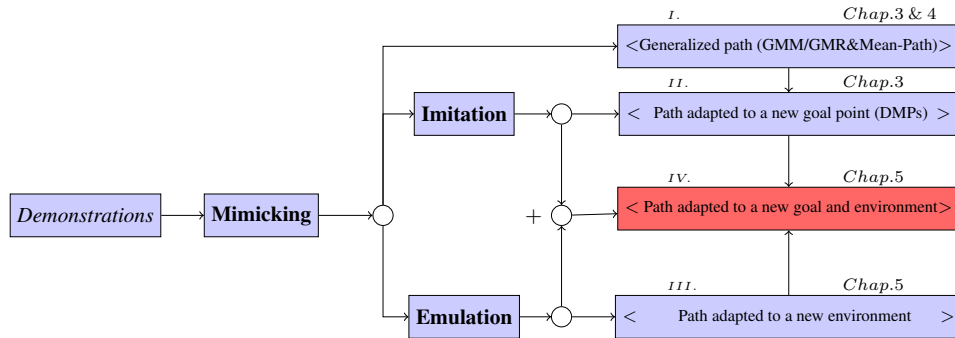 I. Chap.3 & 4
<Generalized path (GMM/GMR&Mean-Path)>
II. Chap.3
Imitation
< Path adapted to a new goal point (DMPs) >
IV. Chap.5
Demonstrations
Mimicking
+
< Path adapted to a new goal and environment>
III. Chap.5
Emulation
< Path adapted to a new environment >